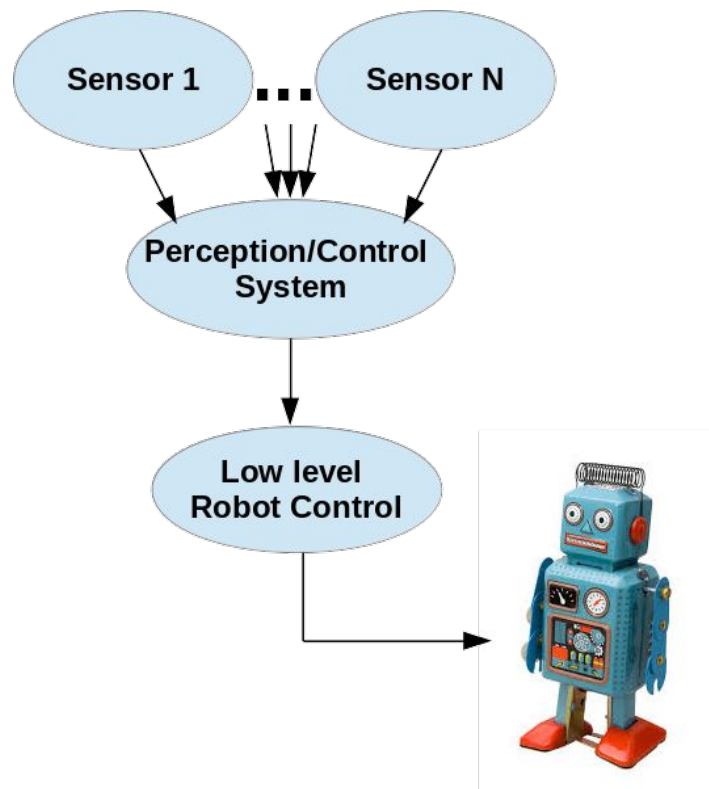 Sensor 1
...
Sensor N
Perception/Control
System
Low level
Robot Control